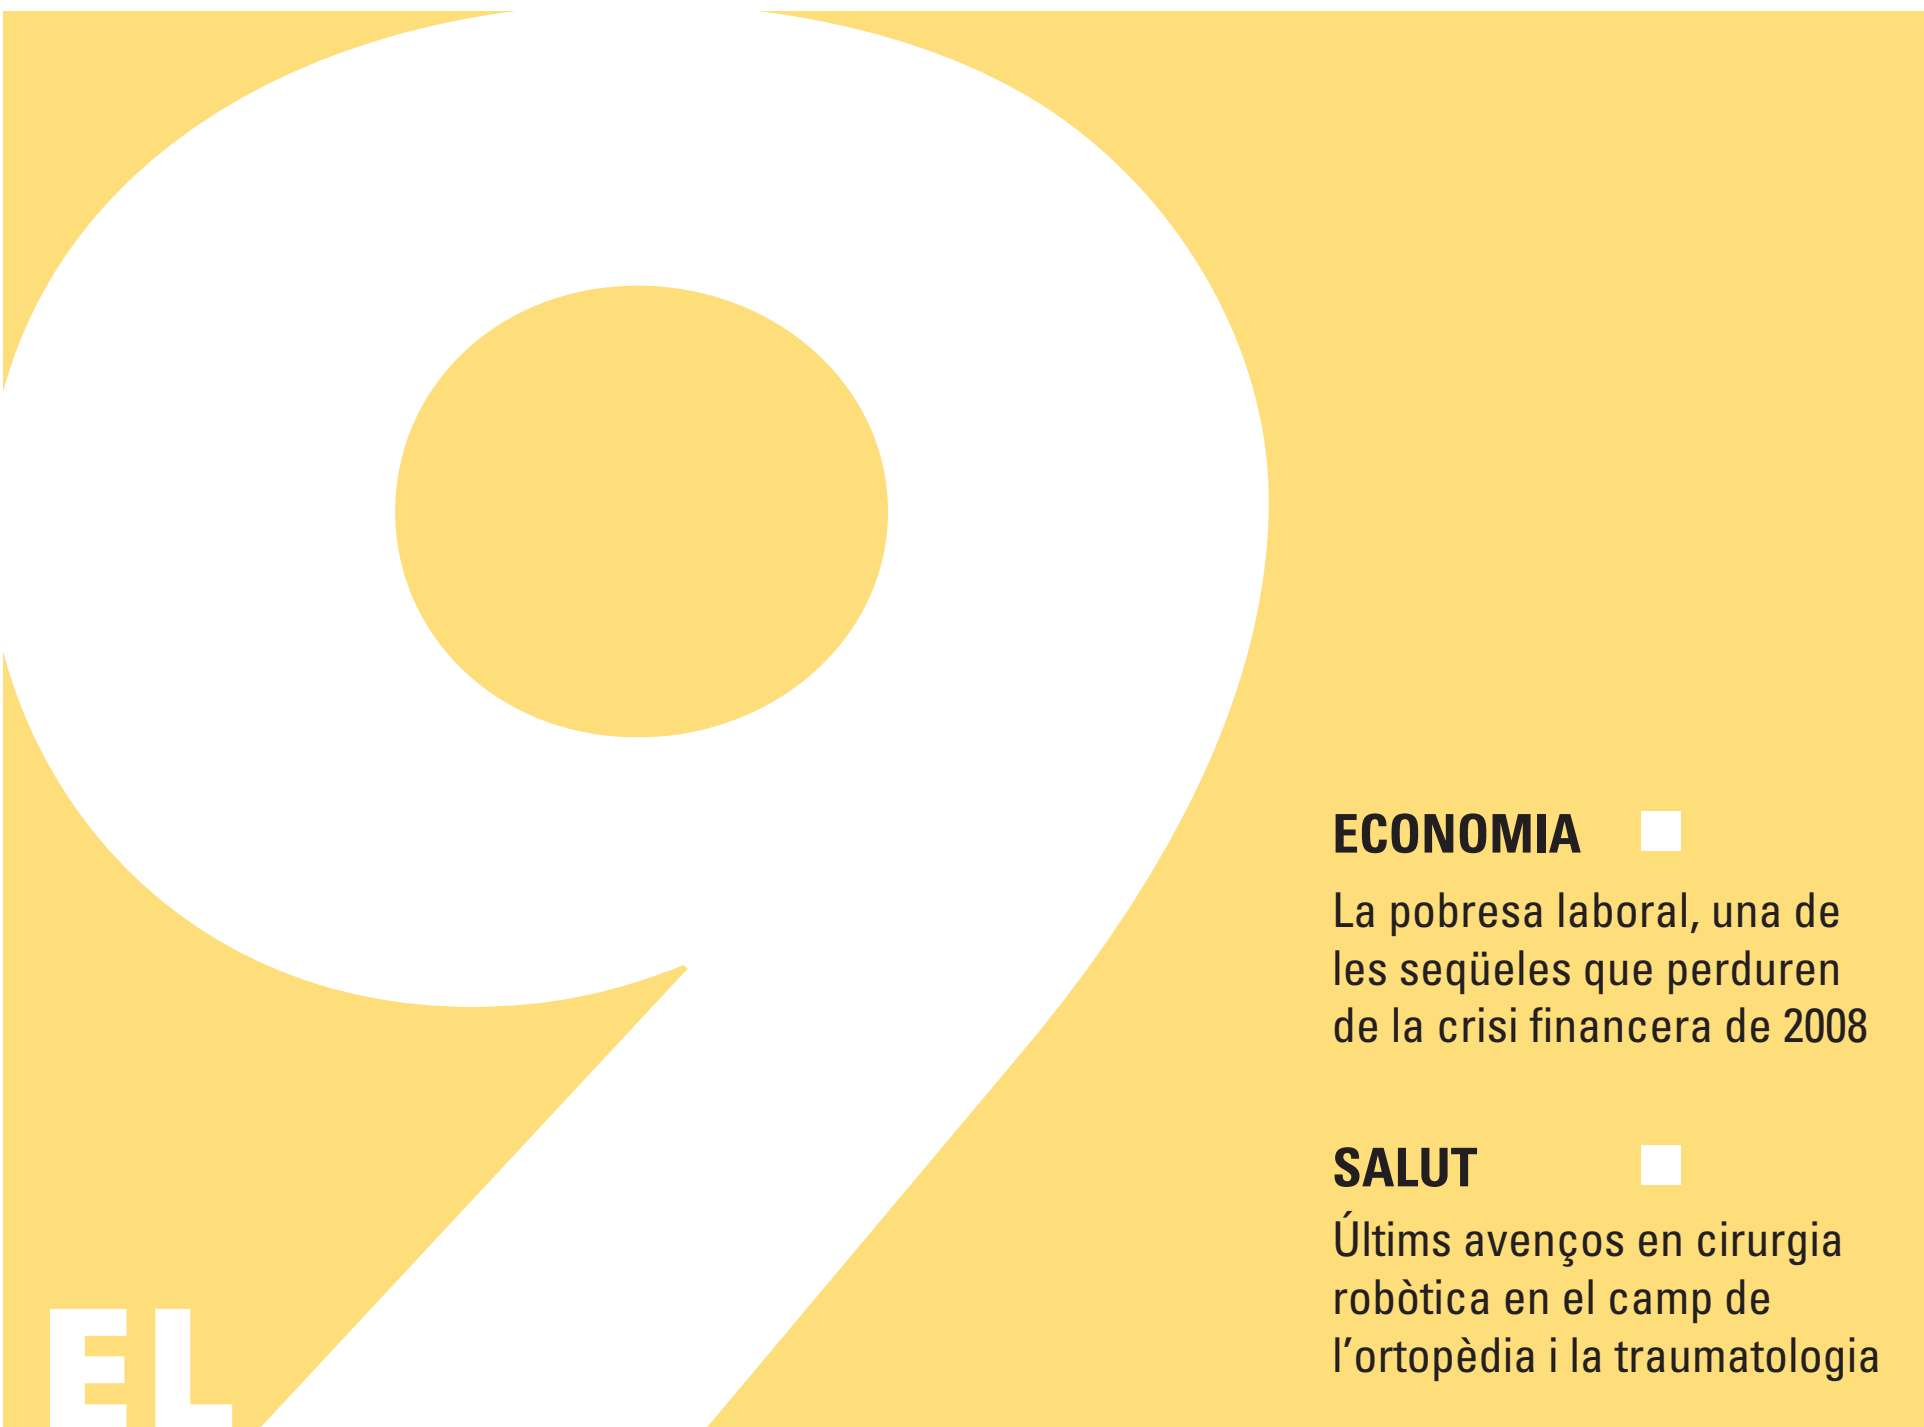 9
ECONOMIA
La pobresa laboral, una de
les seqüeles que perduren
de la crisi financera de 2008
SALUT
Últims avenços en cirurgia
robòtica en el camp de
l’ortopèdia i la traumatologia
EL